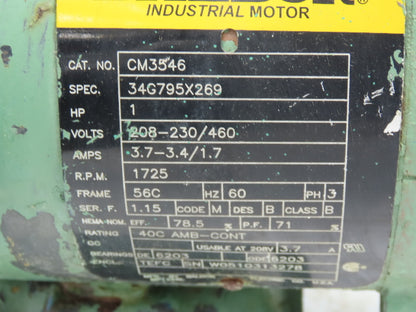 INDUSTRIAL MOTOR
CAT. NO. CM3546
SPEC. 34G795X269
HP 1
VOLTS 208-230/460
AMPS 3.7-3.4/1.7
R.P.M. 1725
FRAME 56C HZ 60 PH 3
SER. F. 1.15 CODE M DES B CLASS B
NEMA-NOM. EFF. 78.5 % P.F. 71 %
RATING 40C AMB-CONT
CC USABLE AT 208V 3.7 A
BEARINGS DE 6203 ODE 6203
ENCL. TEFC SN W0510313278